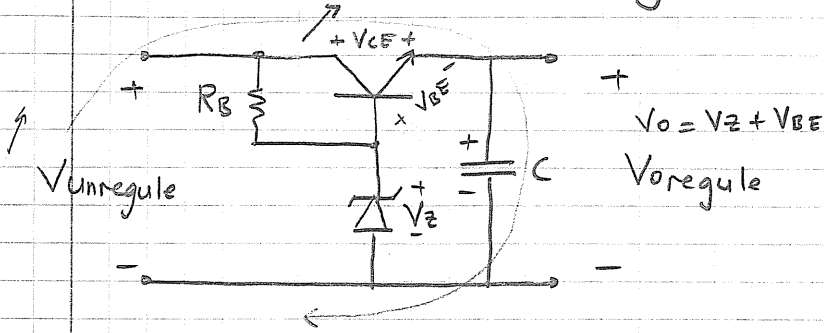 + VCE +
+
RB
VBE
-
x
+
VO = VZ + VBE
+
-
C
Vunregule
+
VZ
-
Voregule
-
-